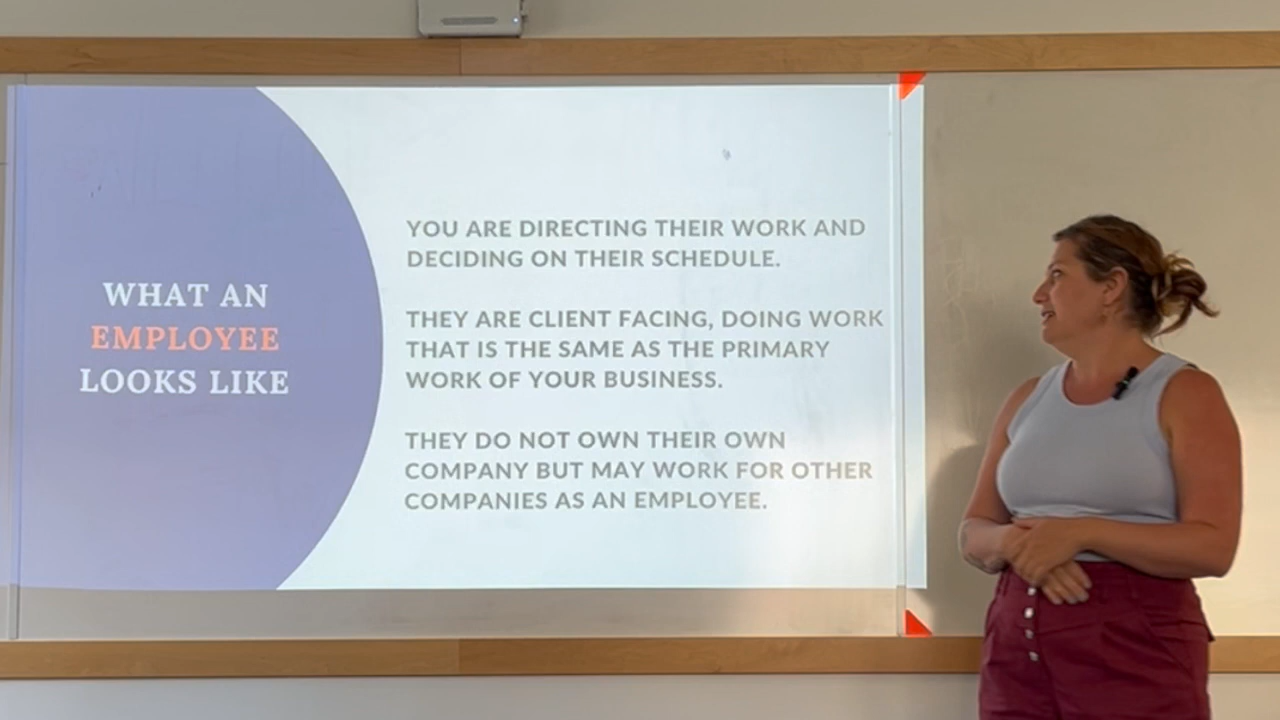 WHAT AN
EMPLOYEE
LOOKS LIKE
YOU ARE DIRECTING THEIR WORK AND
DECIDING ON THEIR SCHEDULE.
THEY ARE CLIENT FACING, DOING WORK
THAT IS THE SAME AS THE PRIMARY
WORK OF YOUR BUSINESS.
THEY DO NOT OWN THEIR OWN
COMPANY BUT MAY WORK FOR OTHER
COMPANIES AS AN EMPLOYEE.